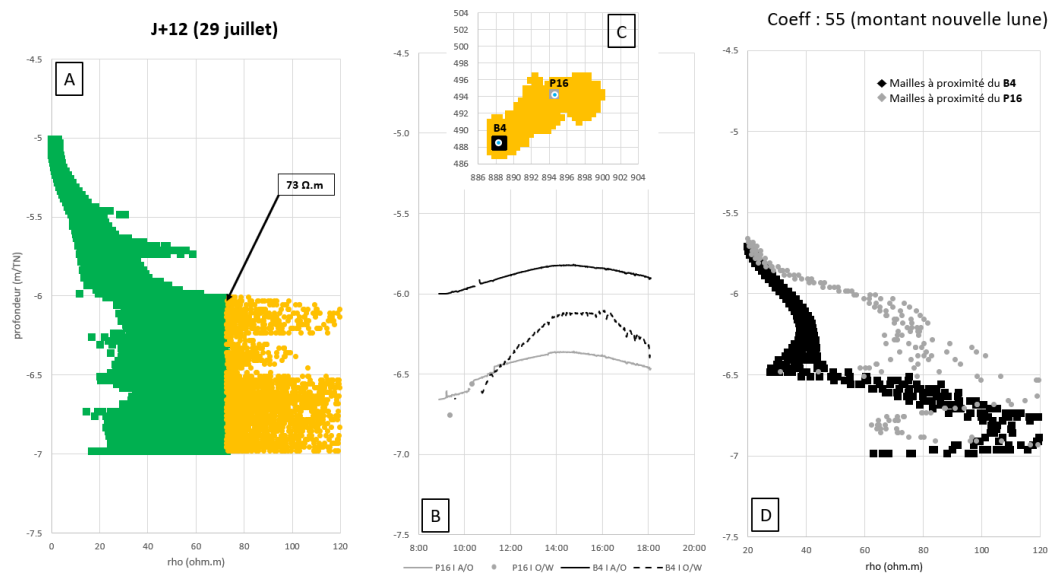 J+12 (29 juillet)
Coeff : 55 (montant nouvelle lune)
A
-4.5
-5
-5.5
-6
-6.5
-7
-7.5
profondeur (m/TN)
73 Ω.m
0 20 40 60 80 100 120
rho (ohm.m)
C
504
502
500
498
496
494
492
490
488
486
P16
B4
886 888 890 892 894 896 898 900 902 904
-4.5
-5.0
-5.5
-6.0
-6.5
-7.0
-7.5
B
8:00 10:00 12:00 14:00 16:00 18:00 20:00
P16 I A/O P16 I O/W B4 I A/O B4 I O/W
-4.5
-5
-5.5
-6
-6.5
-7
-7.5
Mailles à proximité du B4
Mailles à proximité du P16
D
20 40 60 80 100 120
rho (ohm.m)